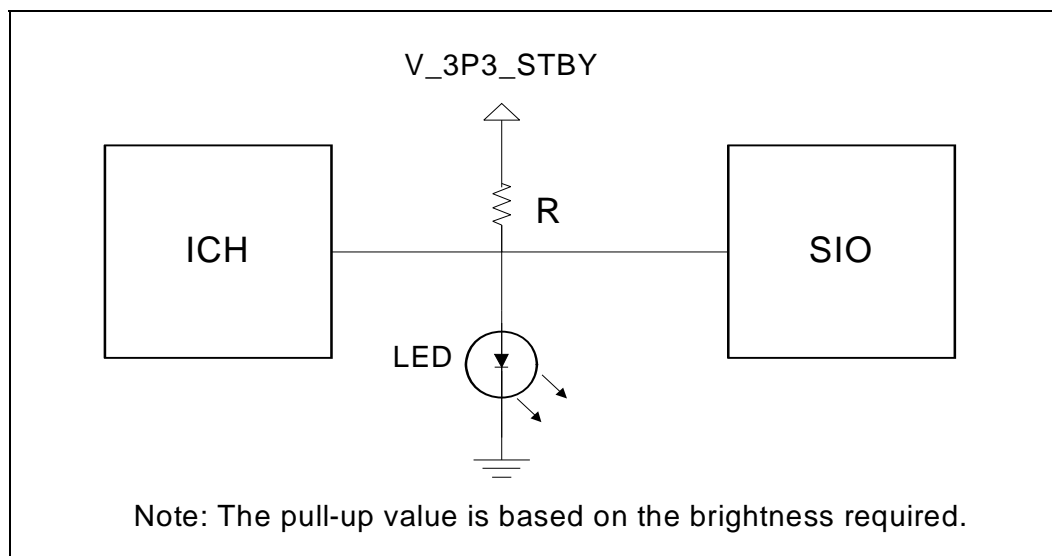 V_3P3_STBY
R
ICH
SIO
LED
Note: The pull-up value is based on the brightness required.